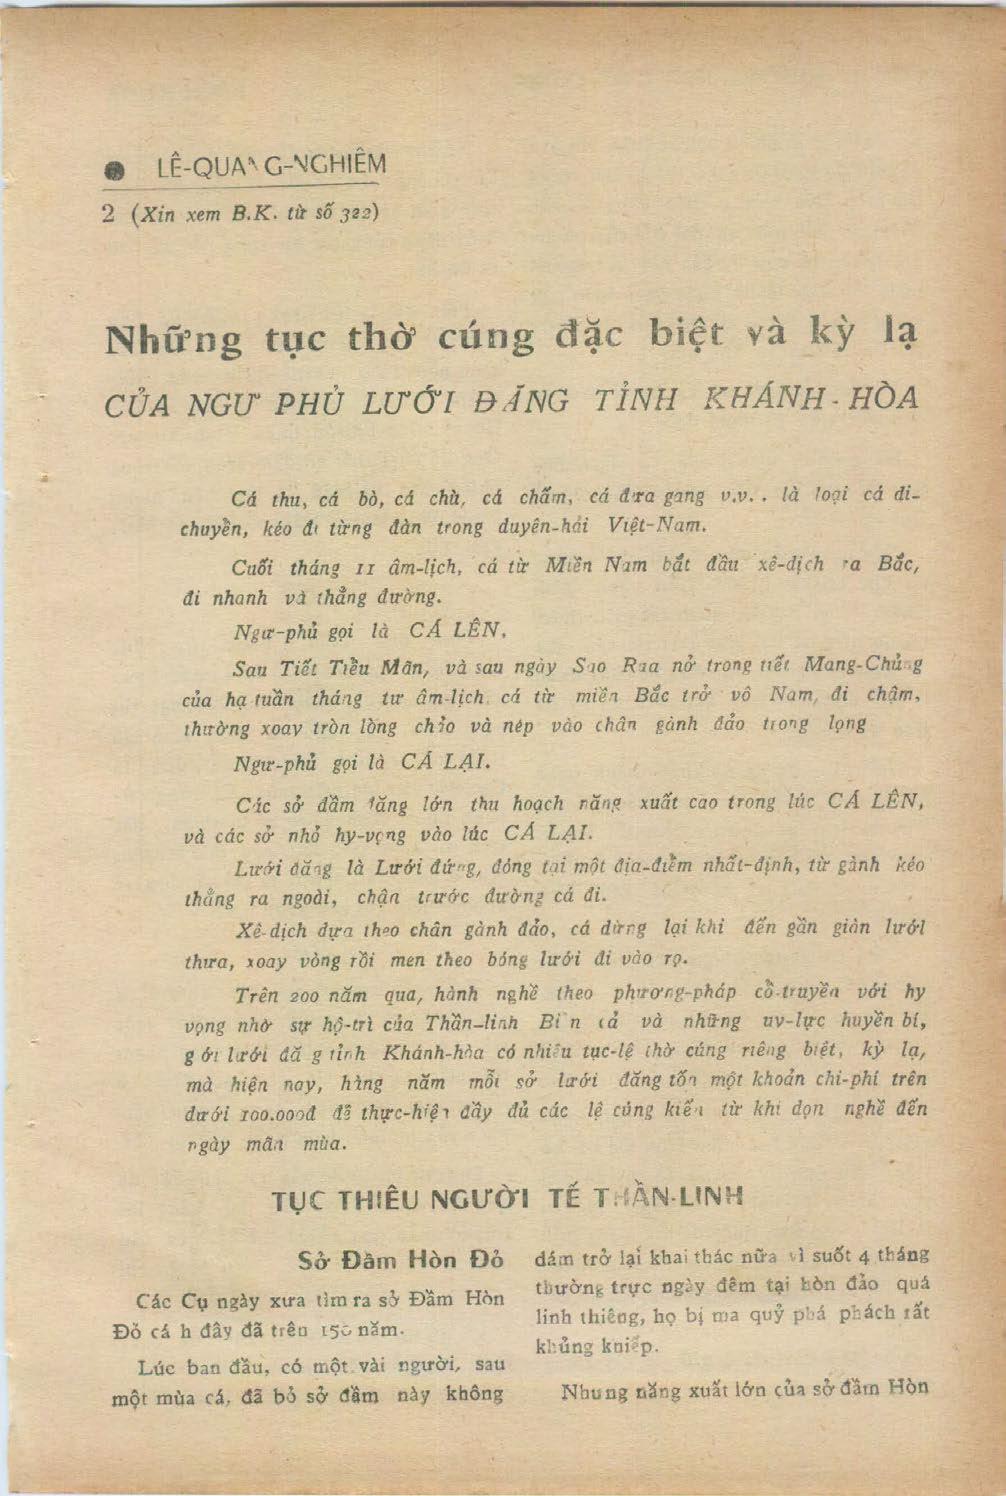 ● LÊ-QUANG-NGHIÊM
2 (Xin xem B.K. từ số 322)
Những tục thờ cúng đặc biệt và kỳ lạ
CỦA NGƯ PHỦ LƯỚI ĐĂNG TỈNH KHÁNH-HÒA
Cá thu, cá bò, cá chù, cá chấm, cá đưa gang v.v.. là loại cá di-
chuyền, kéo đi từng đàn trong duyên-hải Việt-Nam.
Cuối tháng 11 âm-lịch, cá từ Miền Nam bắt đầu xê-dịch ra Bắc,
đi nhanh và thẳng đường.
Ngư-phủ gọi là CÁ LÊN.
Sau Tiết Tiều Mãn, và sau ngày Sao Rua nở trong tiết Mang-Chủng
của hạ tuần tháng tư âm-lịch, cá từ miền Bắc trở vô Nam, đi chậm,
thường xoay tròn lòng chảo và nép vào chân gành đảo trong lọng
Ngư-phủ gọi là CÁ LẠI.
Các sở đầm đăng lớn thu hoạch năng xuất cao trong lúc CÁ LÊN,
và các sở nhỏ hy-vọng vào lúc CÁ LẠI.
Lưới đăng là Lưới đứng, đóng tại một địa-điểm nhất-định, từ gành kéo
thẳng ra ngoài, chận trước đường cá đi.
Xê-dịch dựa theo chân gành đảo, cá dừng lại khi đến gần giàn lưới
thưa, xoay vòng rồi men theo bóng lưới đi vào rọ.
Trên 200 năm qua, hành nghề theo phương-pháp cồ-truyền với hy
vọng nhờ sự hộ-trì của Thần-linh Biền cả và những uy-lực huyền bí,
giới lưới đăng tỉnh Khánh-hòa có nhiều tục-lệ thờ cúng riêng biệt, kỳ lạ,
mà hiện nay, hàng năm mỗi sở lưới đăng tốn một khoản chi-phí trên
dưới 100.000đ để thực-hiện đầy đủ các lệ cúng kiến từ khi dọn nghề đến
ngày mãn mùa.
TỤC THIÊU NGƯỜI TẾ THẦN-LINH
Sở Đầm Hòn Đỏ
Các Cụ ngày xưa tìm ra sở Đầm Hòn
Đỏ cách đây đã trên 150 năm.
Lúc ban đầu, có một vài người, sau
một mùa cá, đã bỏ sở đầm này không
dám trở lại khai thác nữa vì suốt 4 tháng
thường trực ngày đêm tại hòn đảo quá
linh thiêng, họ bị ma quỷ phá phách rất
khủng khiếp.
Nhưng năng xuất lớn của sở đầm Hòn